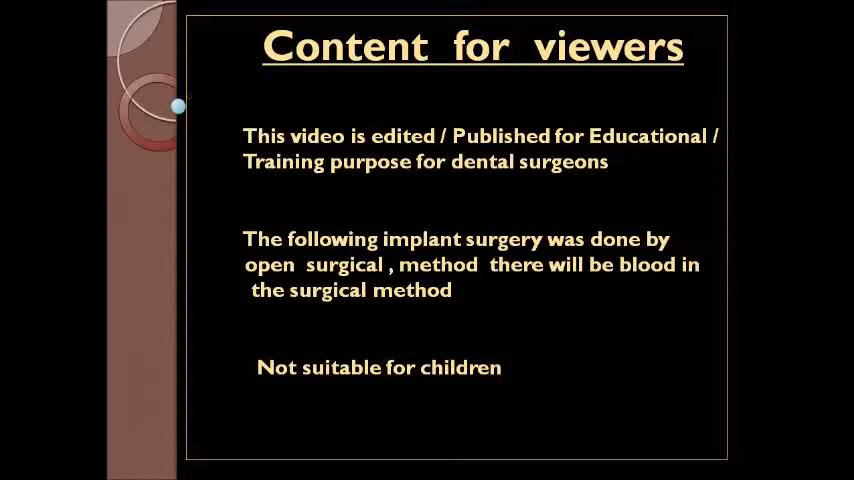 Content for viewers
This video is edited / Published for Educational /
Training purpose for dental surgeons
The following implant surgery was done by
open surgical , method there will be blood in
the surgical method
Not suitable for children